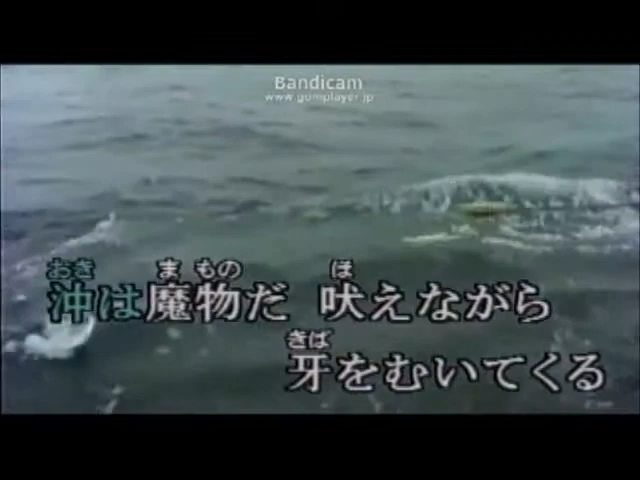 Bandicam
www.gomplayer.jp
おき ま もの ほ
沖は魔物だ 吠えながら
きば
牙をむいてくる